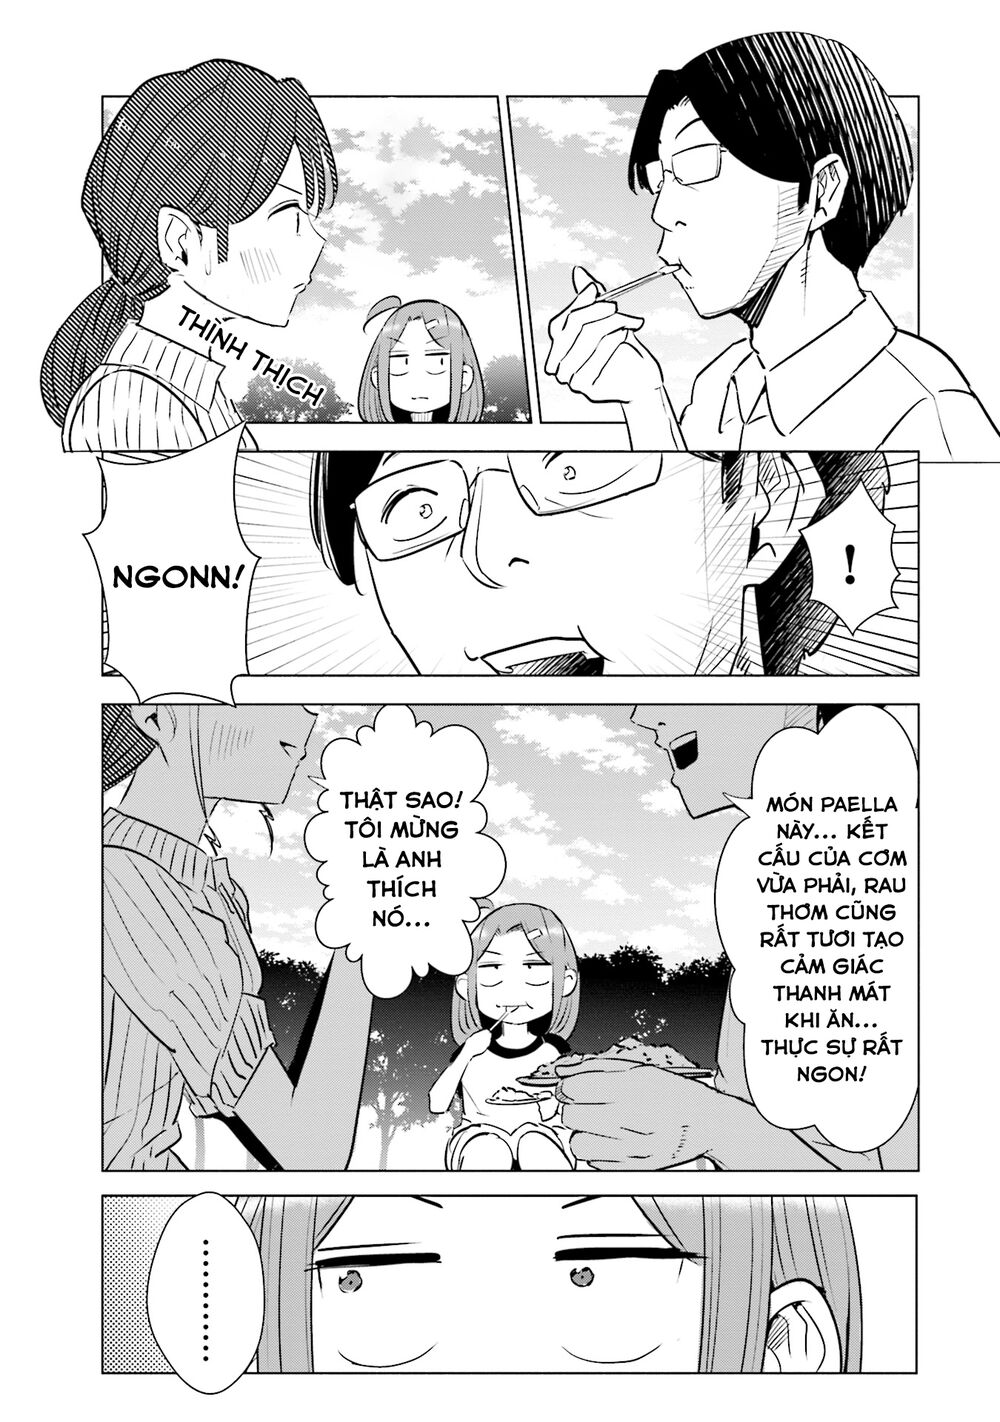 THÌNH THỊCH
!
NGONN!
MÓN PAELLA
NÀY... KẾT
CẤU CỦA CƠM
VỪA PHẢI, RAU
THƠM CŨNG
RẤT TƯƠI TẠO
CẢM GIÁC
THANH MÁT
KHI ĂN...
THỰC SỰ RẤT
NGON!
THẬT SAO!
TÔI MỪNG
LÀ ANH
THÍCH
NÓ...
.........